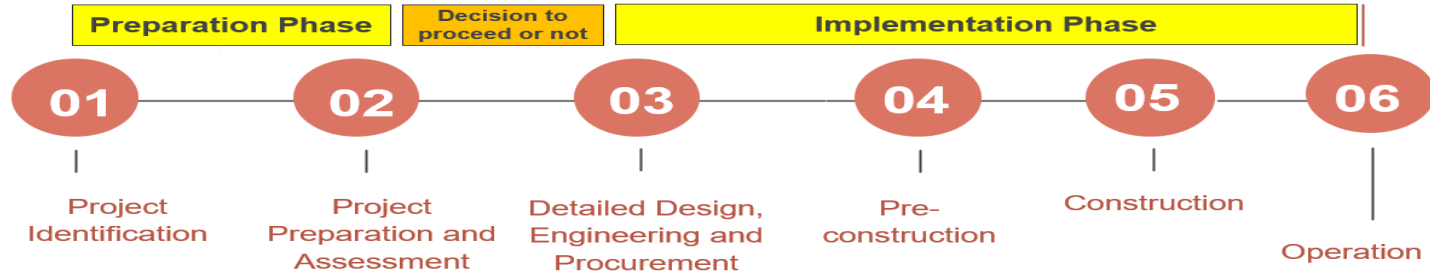 Preparation Phase
Decision to
proceed or not
Implementation Phase
01
02
03
04
05
06
Project
Identification
Project
Preparation and
Assessment
Detailed Design,
Engineering and
Procurement
Pre-
construction
Construction
Operation